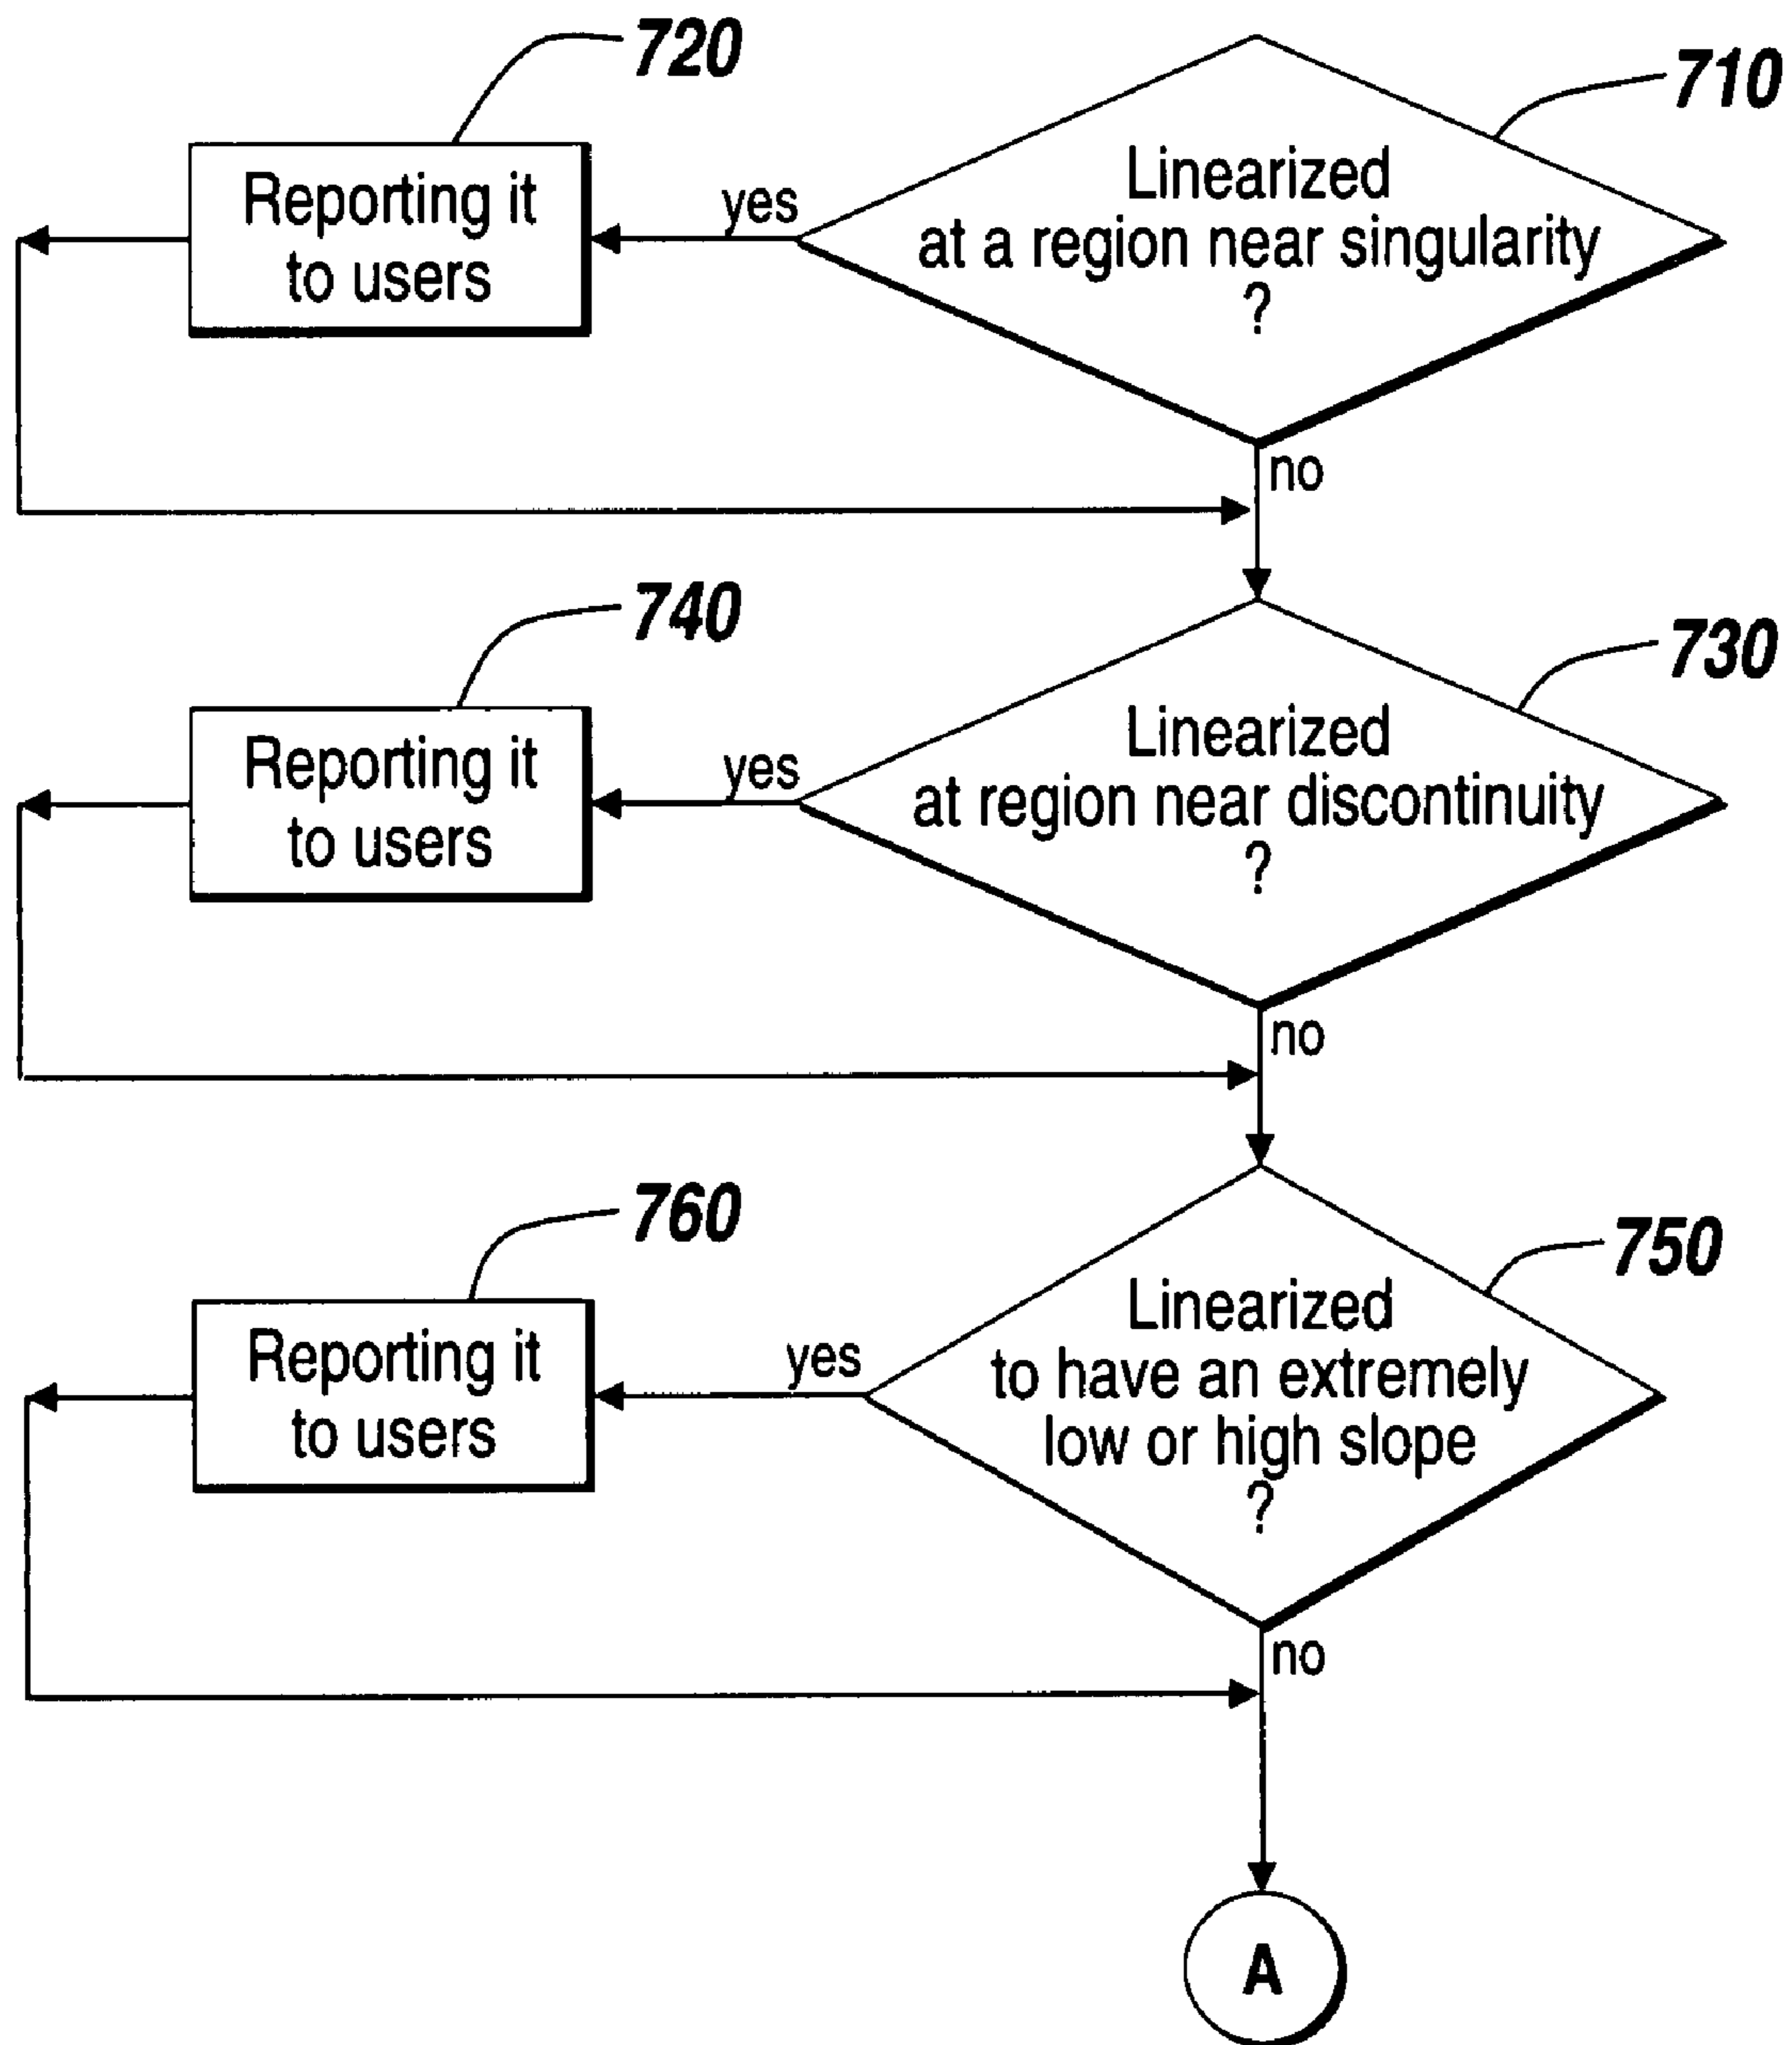 720
710
Reporting it
to users
yes
Linearized
at a region near singularity
?
no
740
730
Reporting it
to users
yes
Linearized
at region near discontinuity
?
no
760
750
Reporting it
to users
yes
Linearized
to have an extremely
low or high slope
?
no
A